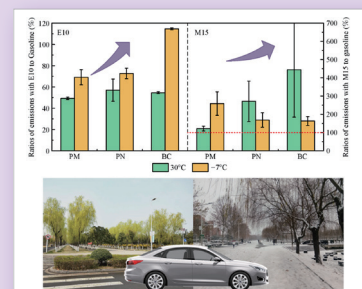 E10
M15
Ratios of emissions with E10 to Gasoline (%)
120
100
80
60
40
20
0
700
600
500
400
300
200
100
0
Ratios of emissions with M15 to gasoline (%)
PM PN BC PM PN BC
30°C −7°C